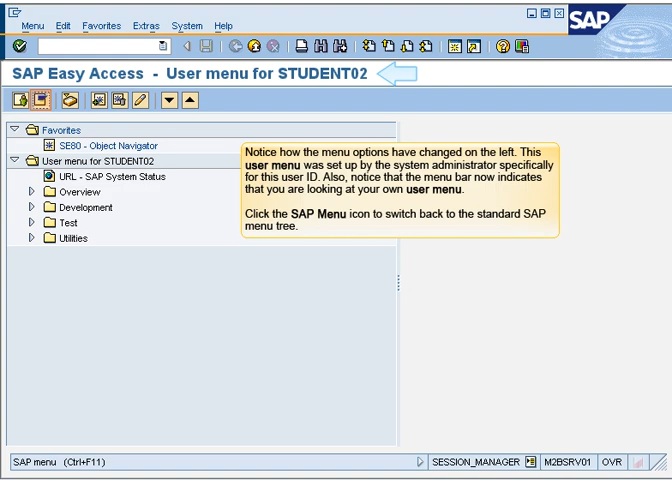 SAP
Menu Edit Favorites Extras System Help
SAP Easy Access - User menu for STUDENT02
Favorites
SE80 - Object Navigator
User menu for STUDENT02
URL - SAP System Status
Overview
Development
Test
Utilities
Notice how the menu options have changed on the left. This
user menu was set up by the system administrator specifically
for this user ID. Also, notice that the menu bar now indicates
that you are looking at your own user menu.
Click the SAP Menu icon to switch back to the standard SAP
menu tree.
SAP menu (Ctrl+F11)
SESSION_MANAGER
M2BSRV01
OVR